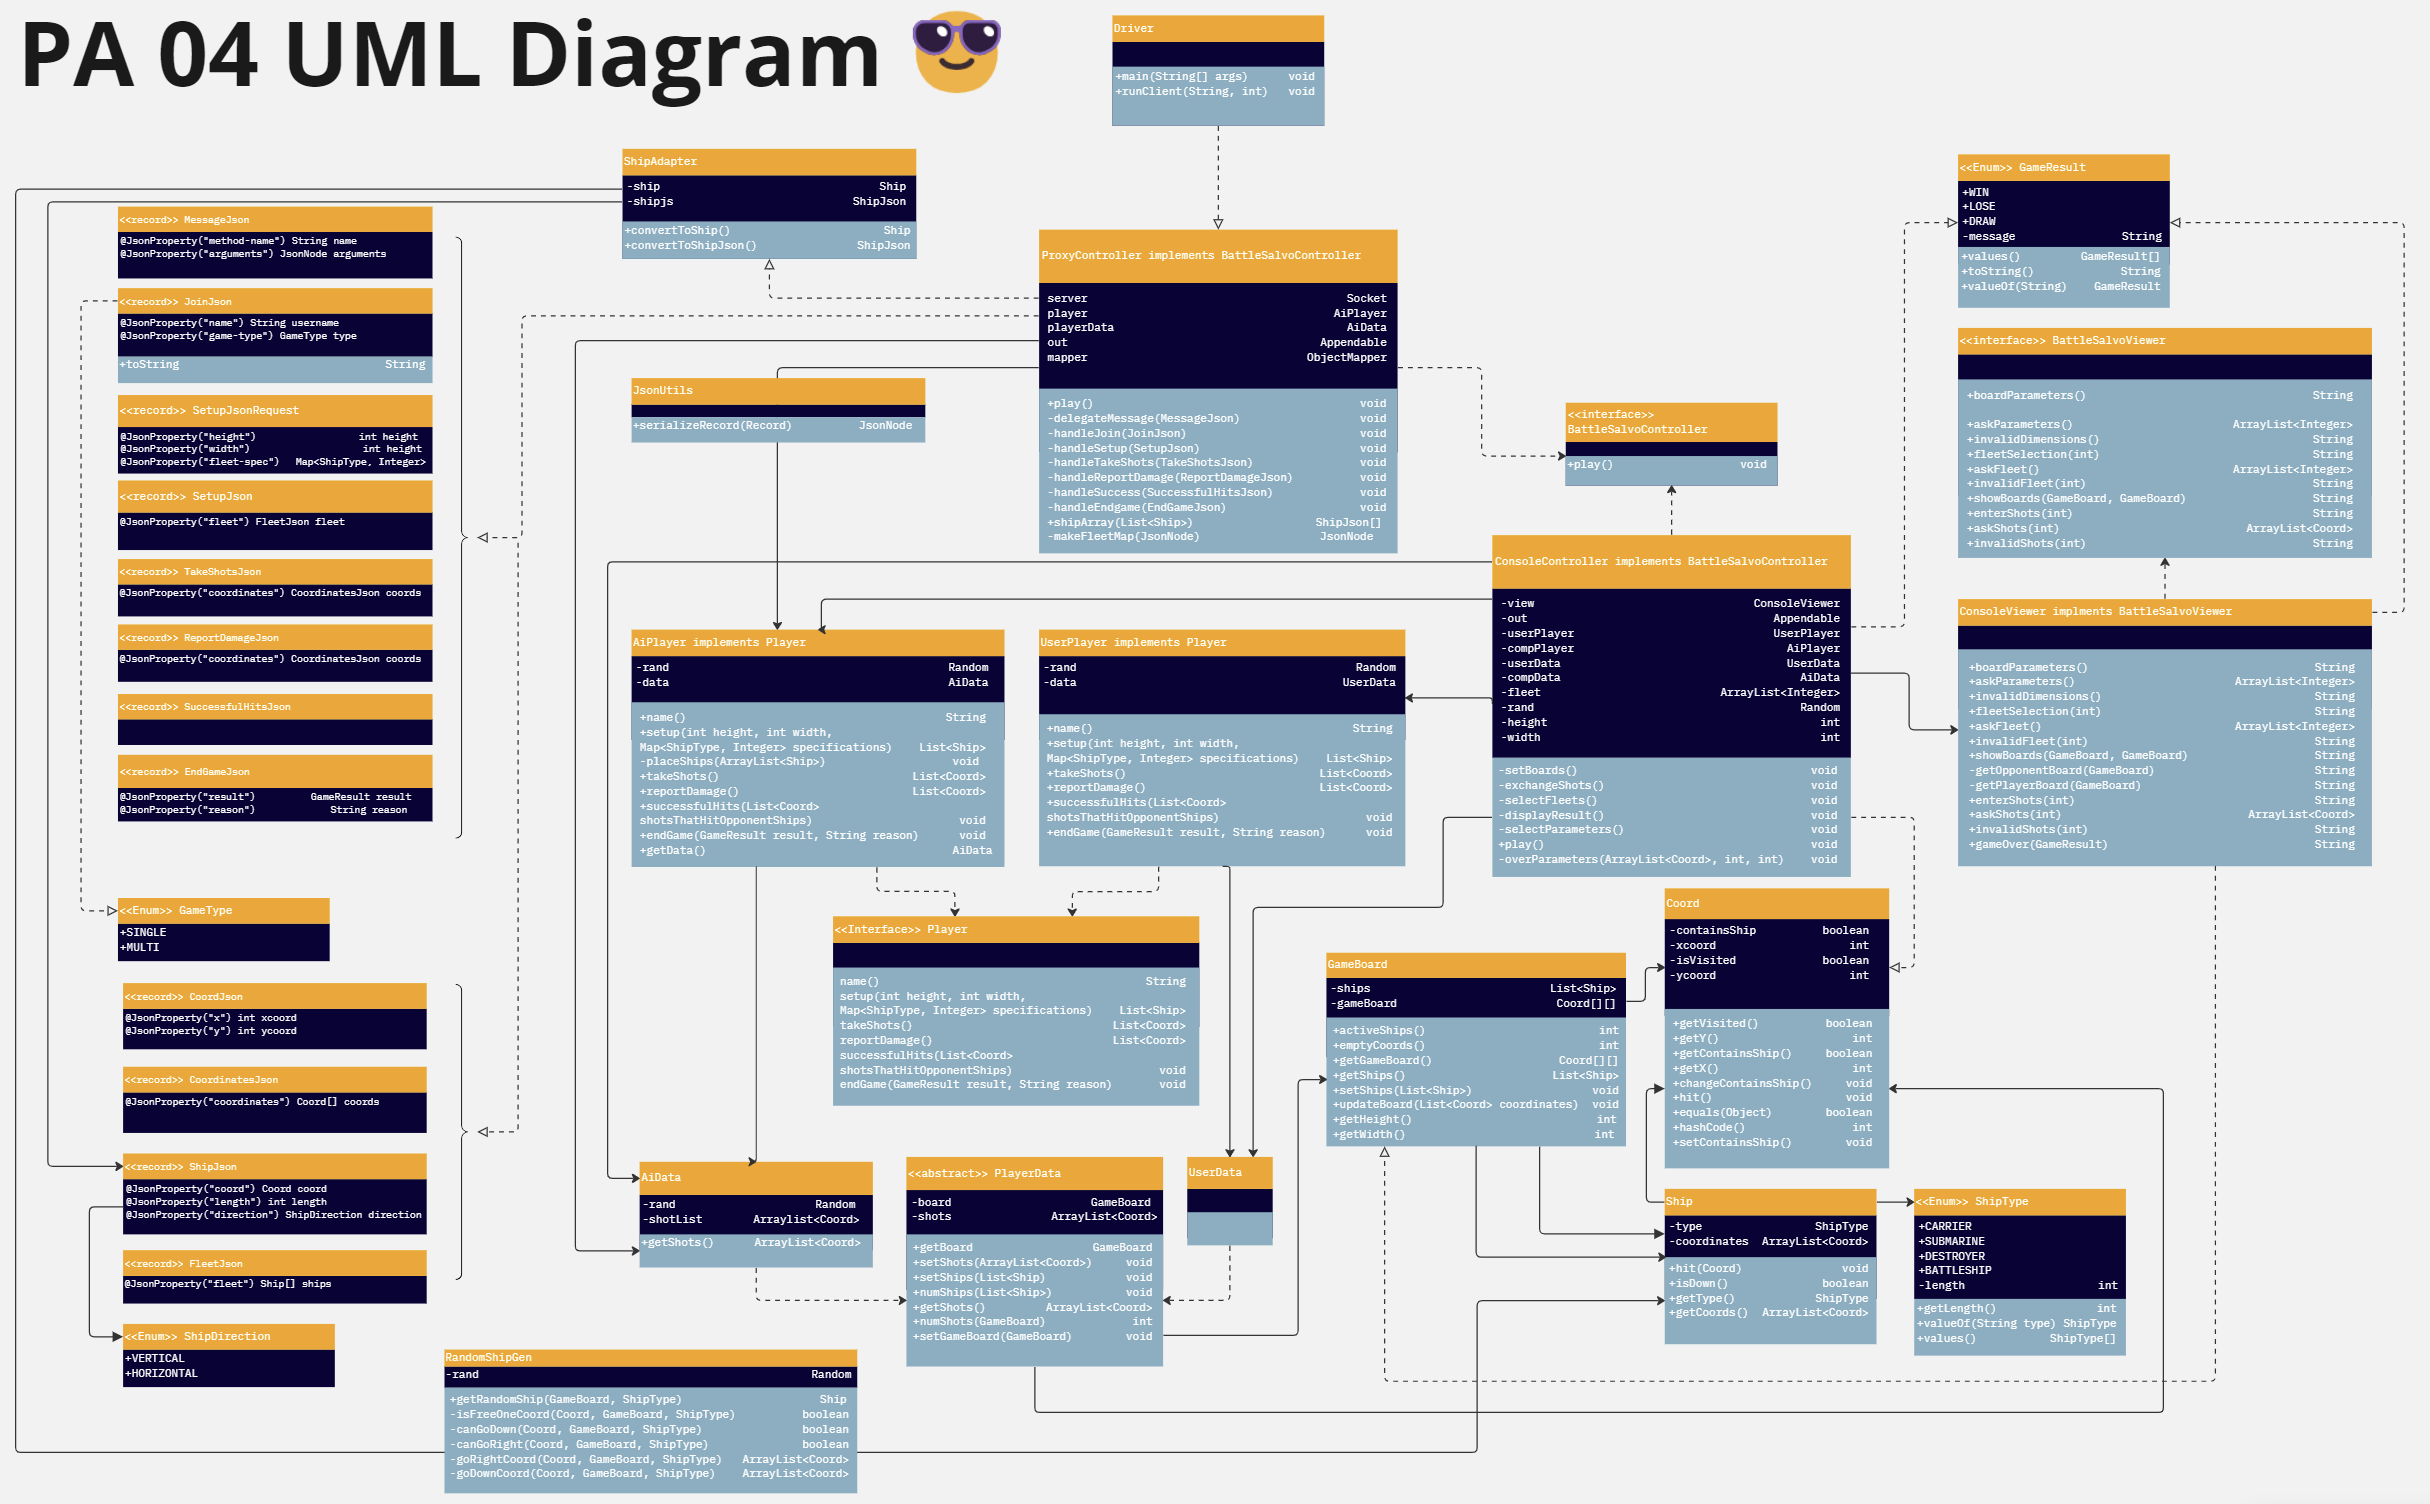 PA 04 UML Diagram 😎
Driver
+main(String[] args) void
+runClient(String, int) void
ShipAdapter
-ship Ship
-shipjs ShipJson
+convertToShip() Ship
+convertToShipJson() ShipJson
<<record>> MessageJson
@JsonProperty("method-name") String name
@JsonProperty("arguments") JsonNode arguments
<<record>> JoinJson
@JsonProperty("name") String username
@JsonProperty("game-type") GameType type
+toString String
<<record>> SetupJsonRequest
@JsonProperty("height") int height
@JsonProperty("width") int height
@JsonProperty("fleet-spec") Map<ShipType, Integer>
<<record>> SetupJson
@JsonProperty("fleet") FleetJson fleet
<<record>> TakeShotsJson
@JsonProperty("coordinates") CoordinatesJson coords
<<record>> ReportDamageJson
@JsonProperty("coordinates") CoordinatesJson coords
<<record>> SuccessfulHitsJson
<<record>> EndGameJson
@JsonProperty("result") GameResult result
@JsonProperty("reason") String reason
<<Enum>> GameType
+SINGLE
+MULTI
<<record>> CoordJson
@JsonProperty("x") int xcoord
@JsonProperty("y") int ycoord
<<record>> CoordinatesJson
@JsonProperty("coordinates") Coord[] coords
<<record>> ShipJson
@JsonProperty("coord") Coord coord
@JsonProperty("length") int length
@JsonProperty("direction") ShipDirection direction
<<record>> FleetJson
@JsonProperty("fleet") Ship[] ships
<<Enum>> ShipDirection
+VERTICAL
+HORIZONTAL
JsonUtils
+serializeRecord(Record) JsonNode
ProxyController implements BattleSalvoController
server Socket
player AiPlayer
playerData AiData
out Appendable
mapper ObjectMapper
+play() void
-delegateMessage(MessageJson) void
-handleJoin(JoinJson) void
-handleSetup(SetupJson) void
-handleTakeShots(TakeShotsJson) void
-handleReportDamage(ReportDamageJson) void
-handleSuccess(SuccessfulHitsJson) void
-handleEndgame(EndGameJson) void
+shipArray(List<Ship>) ShipJson[]
-makeFleetMap(JsonNode) JsonNode
<<interface>>
BattleSalvoController
+play() void
<<Enum>> GameResult
+WIN
+LOSE
+DRAW
-message String
+values() GameResult[]
+toString() String
+valueOf(String) GameResult
<<interface>> BattleSalvoViewer
+boardParameters() String
+askParameters() ArrayList<Integer>
+invalidDimensions() String
+fleetSelection(int) String
+askFleet() ArrayList<Integer>
+invalidFleet(int) String
+showBoards(GameBoard, GameBoard) String
+enterShots(int) String
+askShots(int) ArrayList<Coord>
+invalidShots(int) String
ConsoleController implements BattleSalvoController
-view ConsoleViewer
-out Appendable
-userPlayer UserPlayer
-compPlayer AiPlayer
-userData UserData
-compData AiData
-fleet ArrayList<Integer>
-rand Random
-height int
-width int
-setBoards() void
-exchangeShots() void
-selectFleets() void
-displayResult() void
-selectParameters() void
+play() void
-overParameters(ArrayList<Coord>, int, int) void
ConsoleViewer implments BattleSalvoViewer
+boardParameters() String
+askParameters() ArrayList<Integer>
+invalidDimensions() String
+fleetSelection(int) String
+askFleet() ArrayList<Integer>
+invalidFleet(int) String
+showBoards(GameBoard, GameBoard) String
-getOpponentBoard(GameBoard) String
-getPlayerBoard(GameBoard) String
+enterShots(int) String
+askShots(int) ArrayList<Coord>
+invalidShots(int) String
+gameOver(GameResult) String
AiPlayer implements Player
-rand Random
-data AiData
+name() String
+setup(int height, int width,
Map<ShipType, Integer> specifications) List<Ship>
-placeShips(ArrayList<Ship>) void
+takeShots() List<Coord>
+reportDamage() List<Coord>
+successfulHits(List<Coord>
shotsThatHitOpponentShips) void
+endGame(GameResult result, String reason) void
+getData() AiData
UserPlayer implements Player
-rand Random
-data UserData
+name() String
+setup(int height, int width,
Map<ShipType, Integer> specifications) List<Ship>
+takeShots() List<Coord>
+reportDamage() List<Coord>
+successfulHits(List<Coord>
shotsThatHitOpponentShips) void
+endGame(GameResult result, String reason) void
<<Interface>> Player
name() String
setup(int height, int width,
Map<ShipType, Integer> specifications) List<Ship>
takeShots() List<Coord>
reportDamage() List<Coord>
successfulHits(List<Coord>
shotsThatHitOpponentShips) void
endGame(GameResult result, String reason) void
GameBoard
-ships List<Ship>
-gameBoard Coord[][]
+activeShips() int
+emptyCoords() int
+getGameBoard() Coord[][]
+getShips() List<Ship>
+setShips(List<Ship>) void
+updateBoard(List<Coord> coordinates) void
+getHeight() int
+getWidth() int
Coord
-containsShip boolean
-xcoord int
-isVisited boolean
-ycoord int
+getVisited() boolean
+getY() int
+getContainsShip() boolean
+getX() int
+changeContainsShip() void
+hit() void
+equals(Object) boolean
+hashCode() int
+setContainsShip() void
AiData
-rand Random
-shotList Arraylist<Coord>
+getShots() ArrayList<Coord>
<<abstract>> PlayerData
-board GameBoard
-shots ArrayList<Coord>
+getBoard GameBoard
+setShots(ArrayList<Coord>) void
+setShips(List<Ship) void
+numShips(List<Ship>) void
+getShots() ArrayList<Coord>
+numShots(GameBoard) int
+setGameBoard(GameBoard) void
UserData
Ship
-type ShipType
-coordinates ArrayList<Coord>
+hit(Coord) void
+isDown() boolean
+getType() ShipType
+getCoords() ArrayList<Coord>
<<Enum>> ShipType
+CARRIER
+SUBMARINE
+DESTROYER
+BATTLESHIP
-length int
+getLength() int
+valueOf(String type) ShipType
+values() ShipType[]
RandomShipGen
-rand Random
+getRandomShip(GameBoard, ShipType) Ship
-isFreeOneCoord(Coord, GameBoard, ShipType) boolean
-canGoDown(Coord, GameBoard, ShipType) boolean
-canGoRight(Coord, GameBoard, ShipType) boolean
-goRightCoord(Coord, GameBoard, ShipType) ArrayList<Coord>
-goDownCoord(Coord, GameBoard, ShipType) ArrayList<Coord>